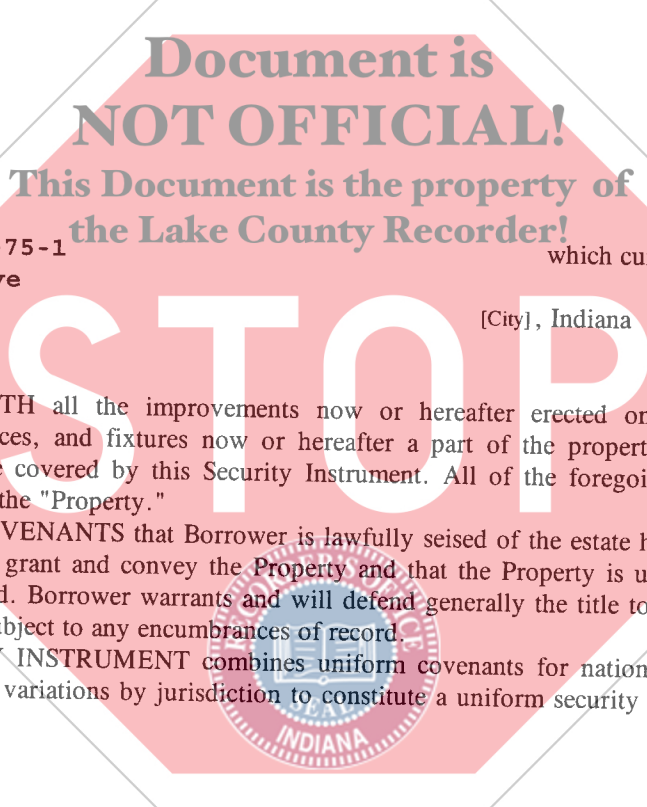 Document is
NOT OFFICIAL!
This Document is the property of
the Lake County Recorder!
-75-1
which cu
ve
[City], Indiana
STOP
TH all the improvements now or hereafter erected on
ces, and fixtures now or hereafter a part of the propert
e covered by this Security Instrument. All of the foregoi
the "Property."
VENANTS that Borrower is lawfully seised of the estate h
grant and convey the Property and that the Property is u
d. Borrower warrants and will defend generally the title to
ubject to any encumbrances of record.
Y INSTRUMENT combines uniform covenants for nation
variations by jurisdiction to constitute a uniform security
RECORDER'S OFFICE
SEAL
INDIANA